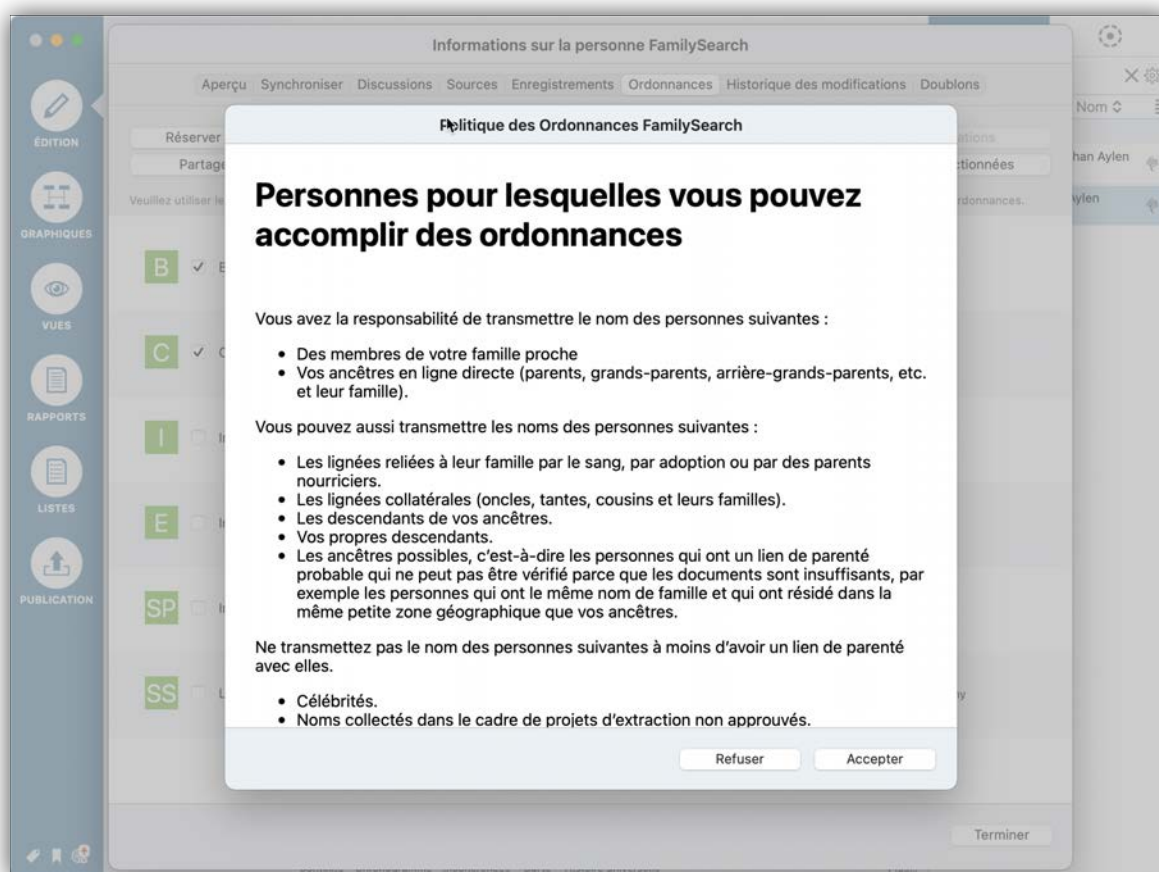 Informations sur la personne FamilySearch
Aperçu Synchroniser Discussions Sources Enregistrements Ordonnances Historique des modifications Doublons
Nom
ÉDITION
Réserver
Partage
Veuillez utiliser le
ctionnées
rdonnances.
han Aylen
Aylen
GRAPHIQUES
VUES
RAPPORTS
LISTES
PUBLICATION
B
C
I
E
SP
SS
Politique des Ordonnances FamilySearch
Personnes pour lesquelles vous pouvez
accomplir des ordonnances
Vous avez la responsabilité de transmettre le nom des personnes suivantes :
• Des membres de votre famille proche
• Vos ancêtres en ligne directe (parents, grands-parents, arrière-grands-parents, etc.
et leur famille).
Vous pouvez aussi transmettre les noms des personnes suivantes :
• Les lignées reliées à leur famille par le sang, par adoption ou par des parents
nourriciers.
• Les lignées collatérales (oncles, tantes, cousins et leurs familles).
• Les descendants de vos ancêtres.
• Vos propres descendants.
• Les ancêtres possibles, c'est-à-dire les personnes qui ont un lien de parenté
probable qui ne peut pas être vérifié parce que les documents sont insuffisants, par
exemple les personnes qui ont le même nom de famille et qui ont résidé dans la
même petite zone géographique que vos ancêtres.
Ne transmettez pas le nom des personnes suivantes à moins d'avoir un lien de parenté
avec elles.
• Célébrités.
• Noms collectés dans le cadre de projets d'extraction non approuvés.
Refuser Accepter
Terminer